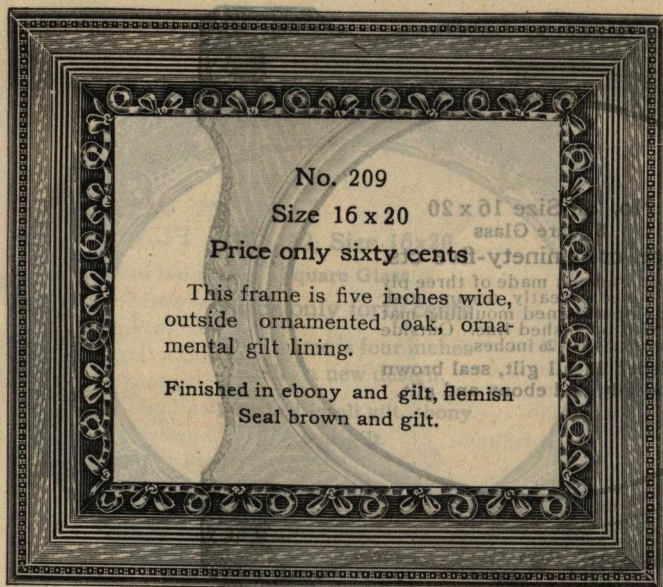 No. 209
Size 16 x 20
Price only sixty cents
This frame is five inches wide,
outside ornamented oak, orna-
mental gilt lining.
Finished in ebony and gilt, flemish
Seal brown and gilt.